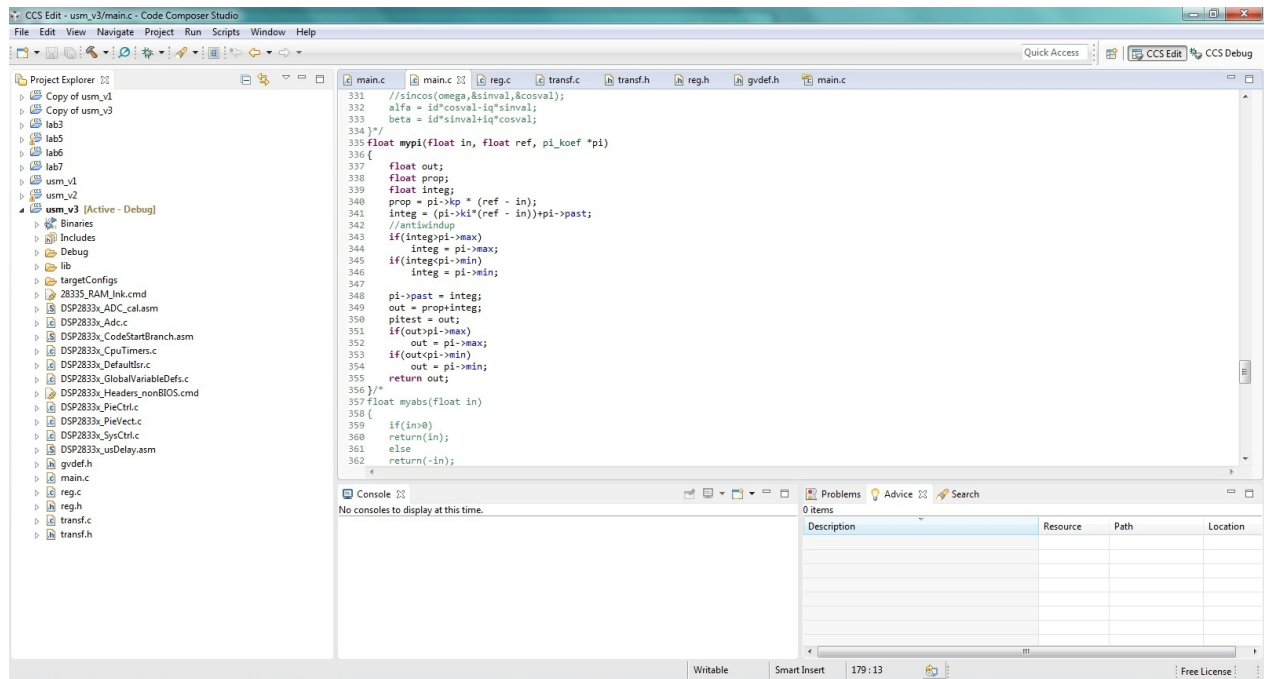 CCS Edit - usm_v3/main.c - Code Composer Studio
File Edit View Navigate Project Run Scripts Window Help
Quick Access CCS Edit CCS Debug
Project Explorer
Copy of usm_v1
Copy of usm_v3
lab3
lab5
lab6
lab7
usm_v1
usm_v2
usm_v3 [Active - Debug]
Binaries
Includes
Debug
lib
targetConfigs
28335_RAM_lnk.cmd
DSP2833x_ADC_cal.asm
DSP2833x_Adc.c
DSP2833x_CodeStartBranch.asm
DSP2833x_CpuTimers.c
DSP2833x_DefaultIsr.c
DSP2833x_GlobalVariableDefs.c
DSP2833x_Headers_nonBIOS.cmd
DSP2833x_PieCtrl.c
DSP2833x_PieVect.c
DSP2833x_SysCtrl.c
DSP2833x_usDelay.asm
gvdef.h
main.c
reg.c
reg.h
transf.c
transf.h
main.c main.c reg.c transf.c transf.h reg.h gvdef.h main.c
331 //sincos(omega,&sinval,&cosval);
332 alfa = id*cosval-iq*sinval;
333 beta = id*sinval+iq*cosval;
334 }*/
335 float mypi(float in, float ref, pi_koef *pi)
336 {
337 float out;
338 float prop;
339 float integ;
340 prop = pi->kp * (ref - in);
341 integ = (pi->ki*(ref - in))+pi->past;
342 //antiwindup
343 if(integ>pi->max)
344 integ = pi->max;
345 if(integ<pi->min)
346 integ = pi->min;
347
348 pi->past = integ;
349 out = prop+integ;
350 pitest = out;
351 if(out>pi->max)
352 out = pi->max;
353 if(out<pi->min)
354 out = pi->min;
355 return out;
356 }/*
357 float myabs(float in)
358 {
359 if(in>0)
360 return(in);
361 else
362 return(-in);
Console
No consoles to display at this time.
Problems Advice Search
0 items
Description Resource Path Location
Writable Smart Insert 179 : 13 Free License